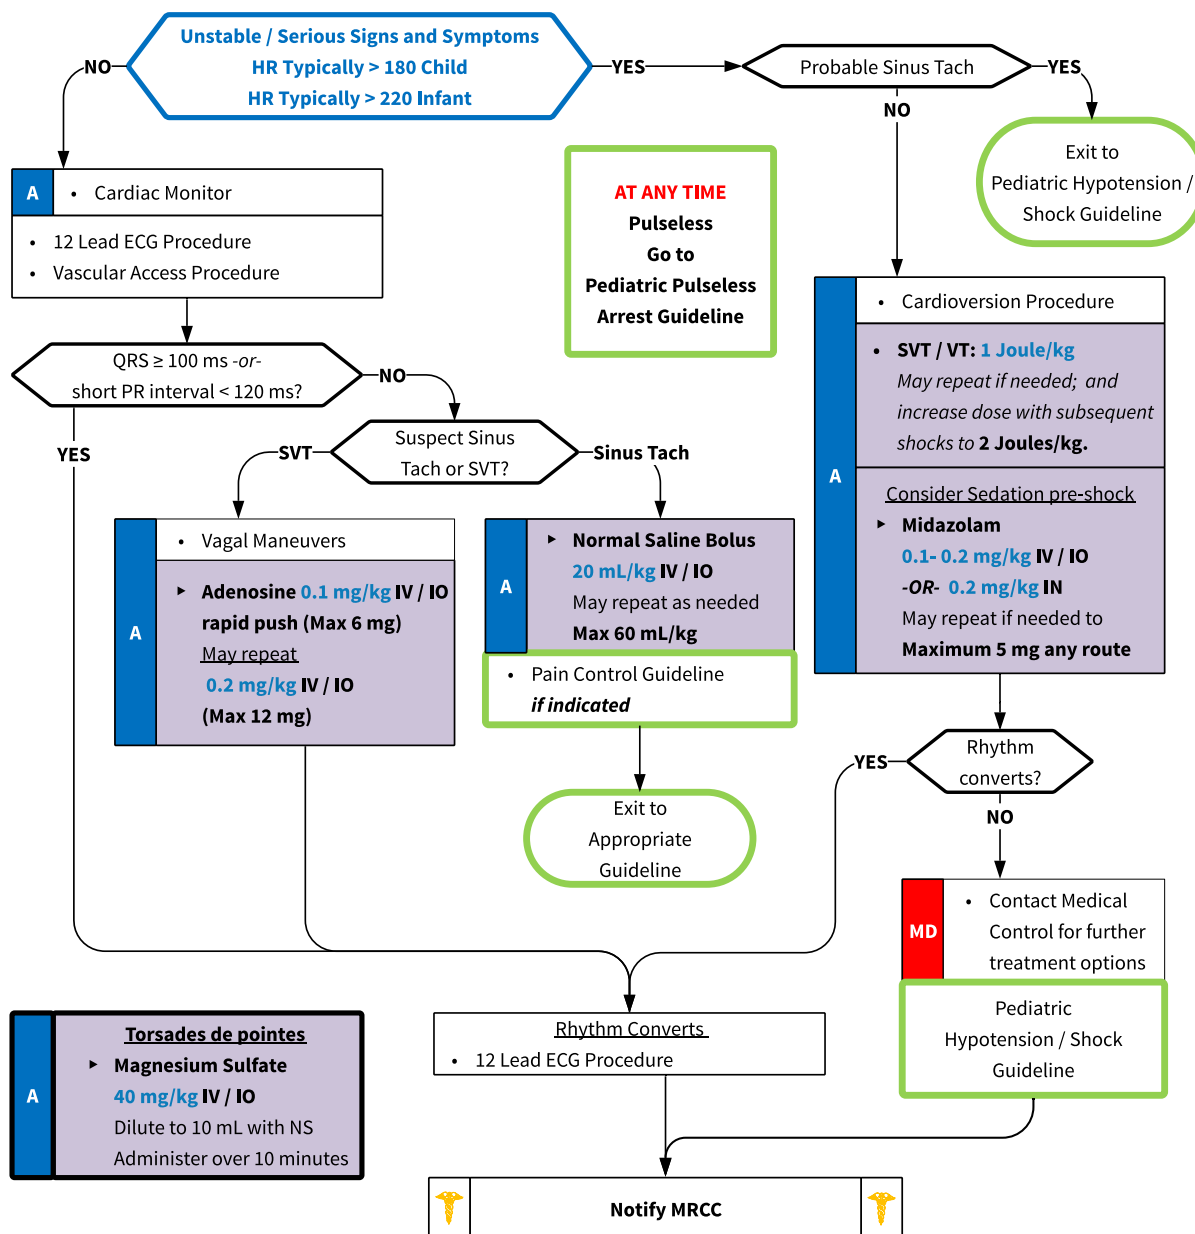 Unstable / Serious Signs and Symptoms
HR Typically > 180 Child
HR Typically > 220 Infant
NO
YES
Probable Sinus Tach
YES
NO
Exit to
Pediatric Hypotension /
Shock Guideline
AT ANY TIME
Pulseless
Go to
Pediatric Pulseless
Arrest Guideline
A
• Cardiac Monitor
• 12 Lead ECG Procedure
• Vascular Access Procedure
QRS ≥ 100 ms -or-
short PR interval < 120 ms?
NO
YES
Suspect Sinus
Tach or SVT?
SVT
Sinus Tach
A
• Vagal Maneuvers
▸ Adenosine 0.1 mg/kg IV / IO
rapid push (Max 6 mg)
May repeat
0.2 mg/kg IV / IO
(Max 12 mg)
A
▸ Normal Saline Bolus
20 mL/kg IV / IO
May repeat as needed
Max 60 mL/kg
• Pain Control Guideline
if indicated
Exit to
Appropriate
Guideline
A
• Cardioversion Procedure
• SVT / VT: 1 Joule/kg
May repeat if needed; and
increase dose with subsequent
shocks to 2 Joules/kg.
Consider Sedation pre-shock
▸ Midazolam
0.1- 0.2 mg/kg IV / IO
-OR- 0.2 mg/kg IN
May repeat if needed to
Maximum 5 mg any route
Rhythm
converts?
YES
NO
MD
• Contact Medical
Control for further
treatment options
Pediatric
Hypotension / Shock
Guideline
Rhythm Converts
• 12 Lead ECG Procedure
A
Torsades de pointes
▸ Magnesium Sulfate
40 mg/kg IV / IO
Dilute to 10 mL with NS
Administer over 10 minutes
Notify MRCC